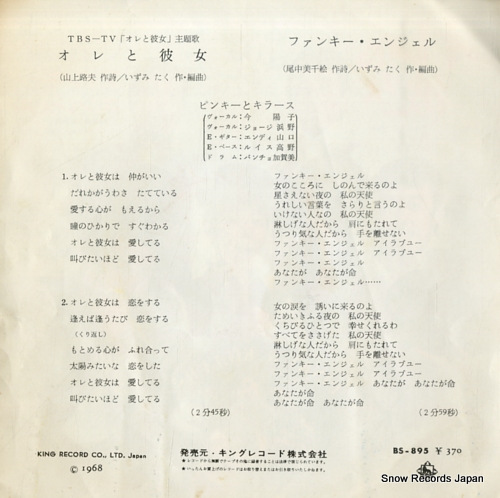 TBS―TV「オレと彼女」主題歌
オレと彼女
(山上路夫 作詩/いずみ たく 作・編曲)
ファンキー・エンジェル
(尾中美千絵 作詩/いずみ たく 作・編曲)
ピンキーとキラース
ヴォーカル:今 陽子
ヴォーカル:ジョージ浜野
E・ギター:エンディ山口
E・ベース:ルイス高野
ドラム:パンチョ加賀美
1.オレと彼女は 仲がいい
だれかがうわさ たてている
愛する心が もえるから
瞳のひかりで すぐわかる
オレと彼女は 愛してる
叫びたいほど 愛してる
2.オレと彼女は 恋をする
逢えば逢うたび 恋をする
(くり返し)
もとめる心が ふれ合って
太陽みたいな 恋をした
オレと彼女は 愛してる
叫びたいほど 愛してる
(2分45秒)
ファンキー・エンジェル
女のこころに しのんで来るのよ
星さえない夜の 私の天使
うれしい言葉を さらりと言うのよ
いけない人なの 私の天使
淋しげな人だから 肩にもたれて
うつり気な人だから 手を離せない
ファンキー・エンジェル アイラブユー
ファンキー・エンジェル アイラブユー
ファンキー・エンジェル
あなたが あなたが命
ファンキー・エンジェル……
女の涙を 誘いに来るのよ
ためいきふる夜の 私の天使
くちびるひとつで 幸せくれるわ
すべてをささげた 私の天使
淋しげな人だから 肩にもたれて
うつり気な人だから 手を離せない
ファンキー・エンジェル アイラブユー
ファンキー・エンジェル アイラブユー
ファンキー・エンジェル あなたが あなたが命
あなたが命
あなたが命 あなたが命
(2分59秒)
KING RECORD CO., LTD. Japan
© 1968
発売元・キングレコード株式会社
BS-895 ¥370
Snow Records Japan(C)